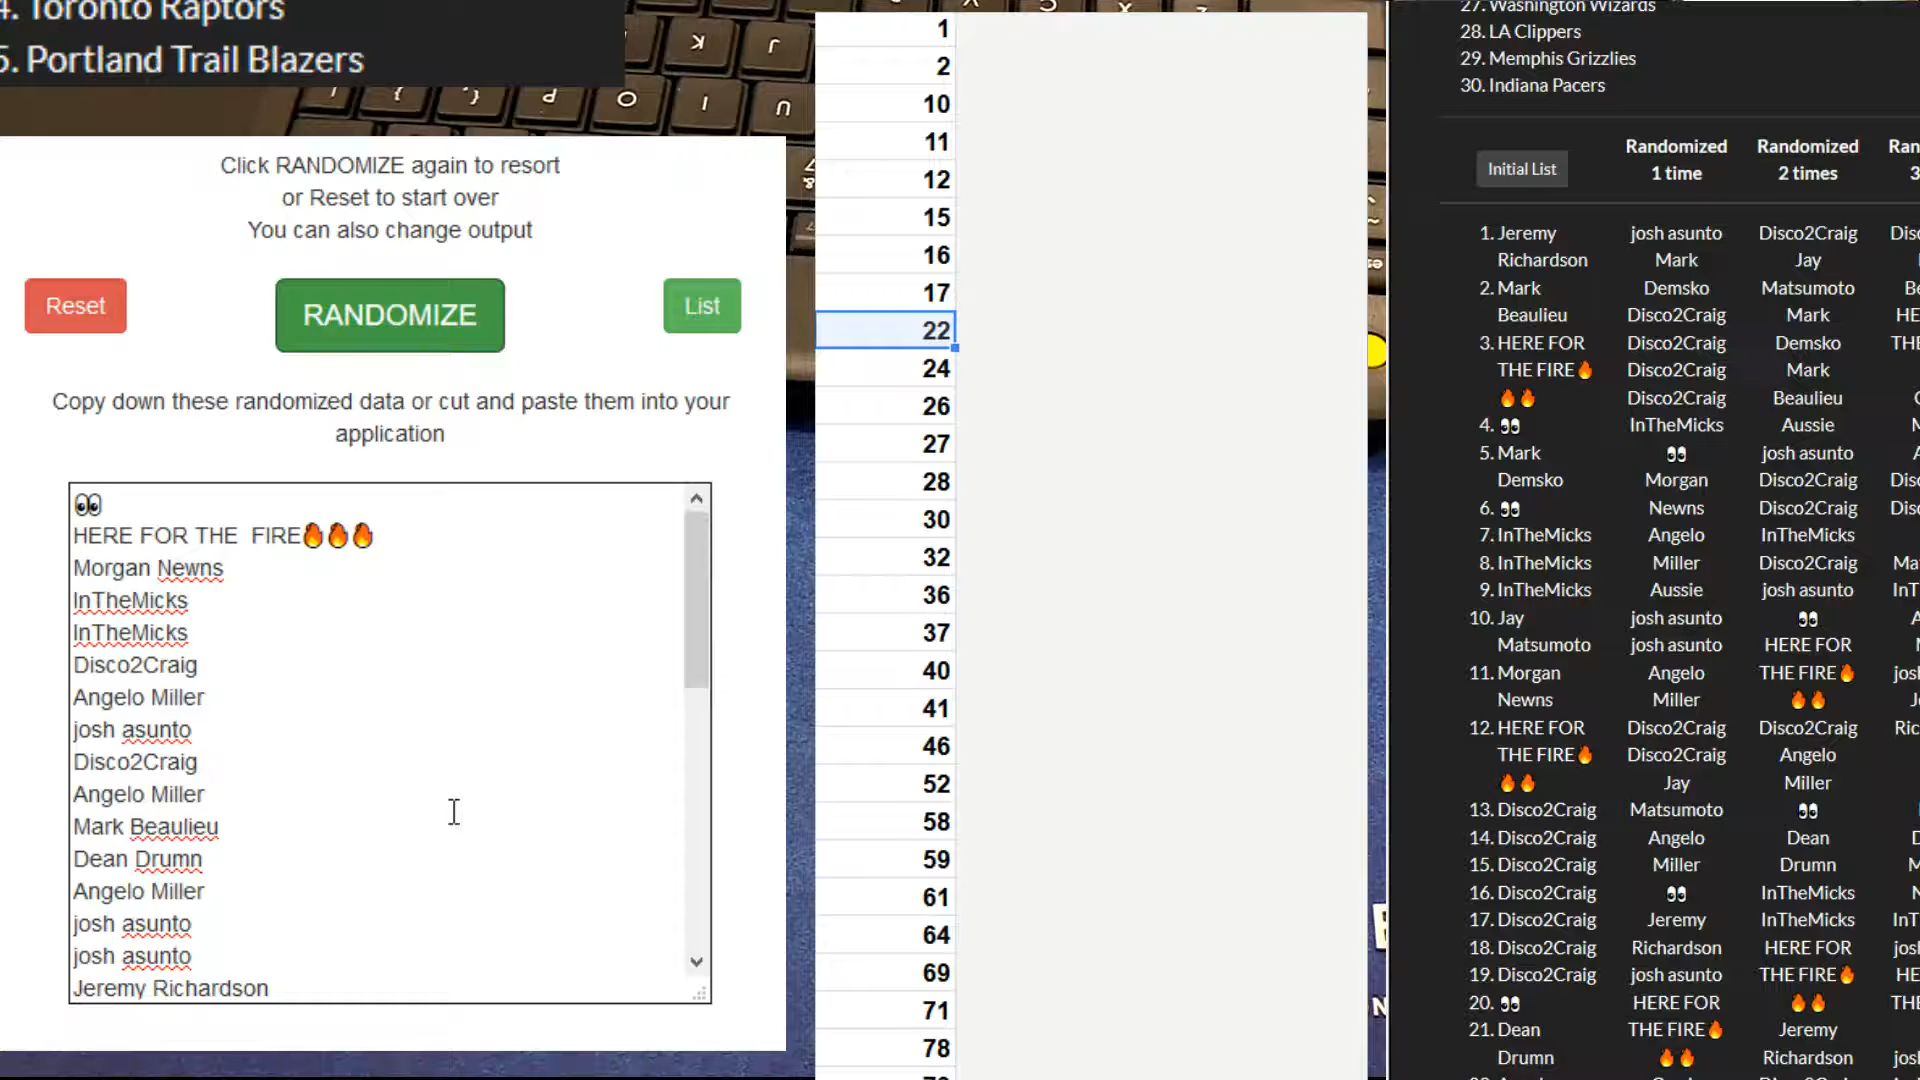 4. Toronto Raptors
5. Portland Trail Blazers
Click RANDOMIZE again to resort
or Reset to start over
You can also change output
Reset
RANDOMIZE
List
Copy down these randomized data or cut and paste them into your
application
👀
HERE FOR THE  FIRE🔥🔥🔥
Morgan Newns
InTheMicks
InTheMicks
Disco2Craig
Angelo Miller
josh asunto
Disco2Craig
Angelo Miller
Mark Beaulieu
Dean Drumn
Angelo Miller
josh asunto
josh asunto
Jeremy Richardson
1
2
10
11
12
15
16
17
22
24
26
27
28
30
32
36
37
40
41
46
52
58
59
61
64
69
71
78
27. Washington Wizards
28. LA Clippers
29. Memphis Grizzlies
30. Indiana Pacers
Initial List
1. Jeremy
Richardson
2. Mark
Beaulieu
3. HERE FOR
THE FIRE🔥
🔥🔥
4. 👀
5. Mark
Demsko
6. 👀
7. InTheMicks
8. InTheMicks
9. InTheMicks
10. Jay
Matsumoto
11. Morgan
Newns
12. HERE FOR
THE FIRE🔥
🔥🔥
13. Disco2Craig
14. Disco2Craig
15. Disco2Craig
16. Disco2Craig
17. Disco2Craig
18. Disco2Craig
19. Disco2Craig
20. 👀
21. Dean
Drumn
Randomized
1 time
josh asunto
Mark
Demsko
Disco2Craig
Disco2Craig
Disco2Craig
Disco2Craig
InTheMicks
👀
Morgan
Newns
Angelo
Miller
Aussie
josh asunto
josh asunto
Angelo
Miller
Disco2Craig
Disco2Craig
Jay
Matsumoto
Angelo
Miller
👀
Jeremy
Richardson
josh asunto
HERE FOR
THE FIRE🔥
🔥🔥
Randomized
2 times
Disco2Craig
Jay
Matsumoto
Mark
Demsko
Mark
Beaulieu
Aussie
josh asunto
Disco2Craig
Disco2Craig
InTheMicks
Disco2Craig
josh asunto
👀
HERE FOR
THE FIRE🔥
🔥🔥
Disco2Craig
Angelo
Miller
👀
Dean
Drumn
InTheMicks
InTheMicks
HERE FOR
THE FIRE🔥
🔥🔥
Jeremy
Richardson